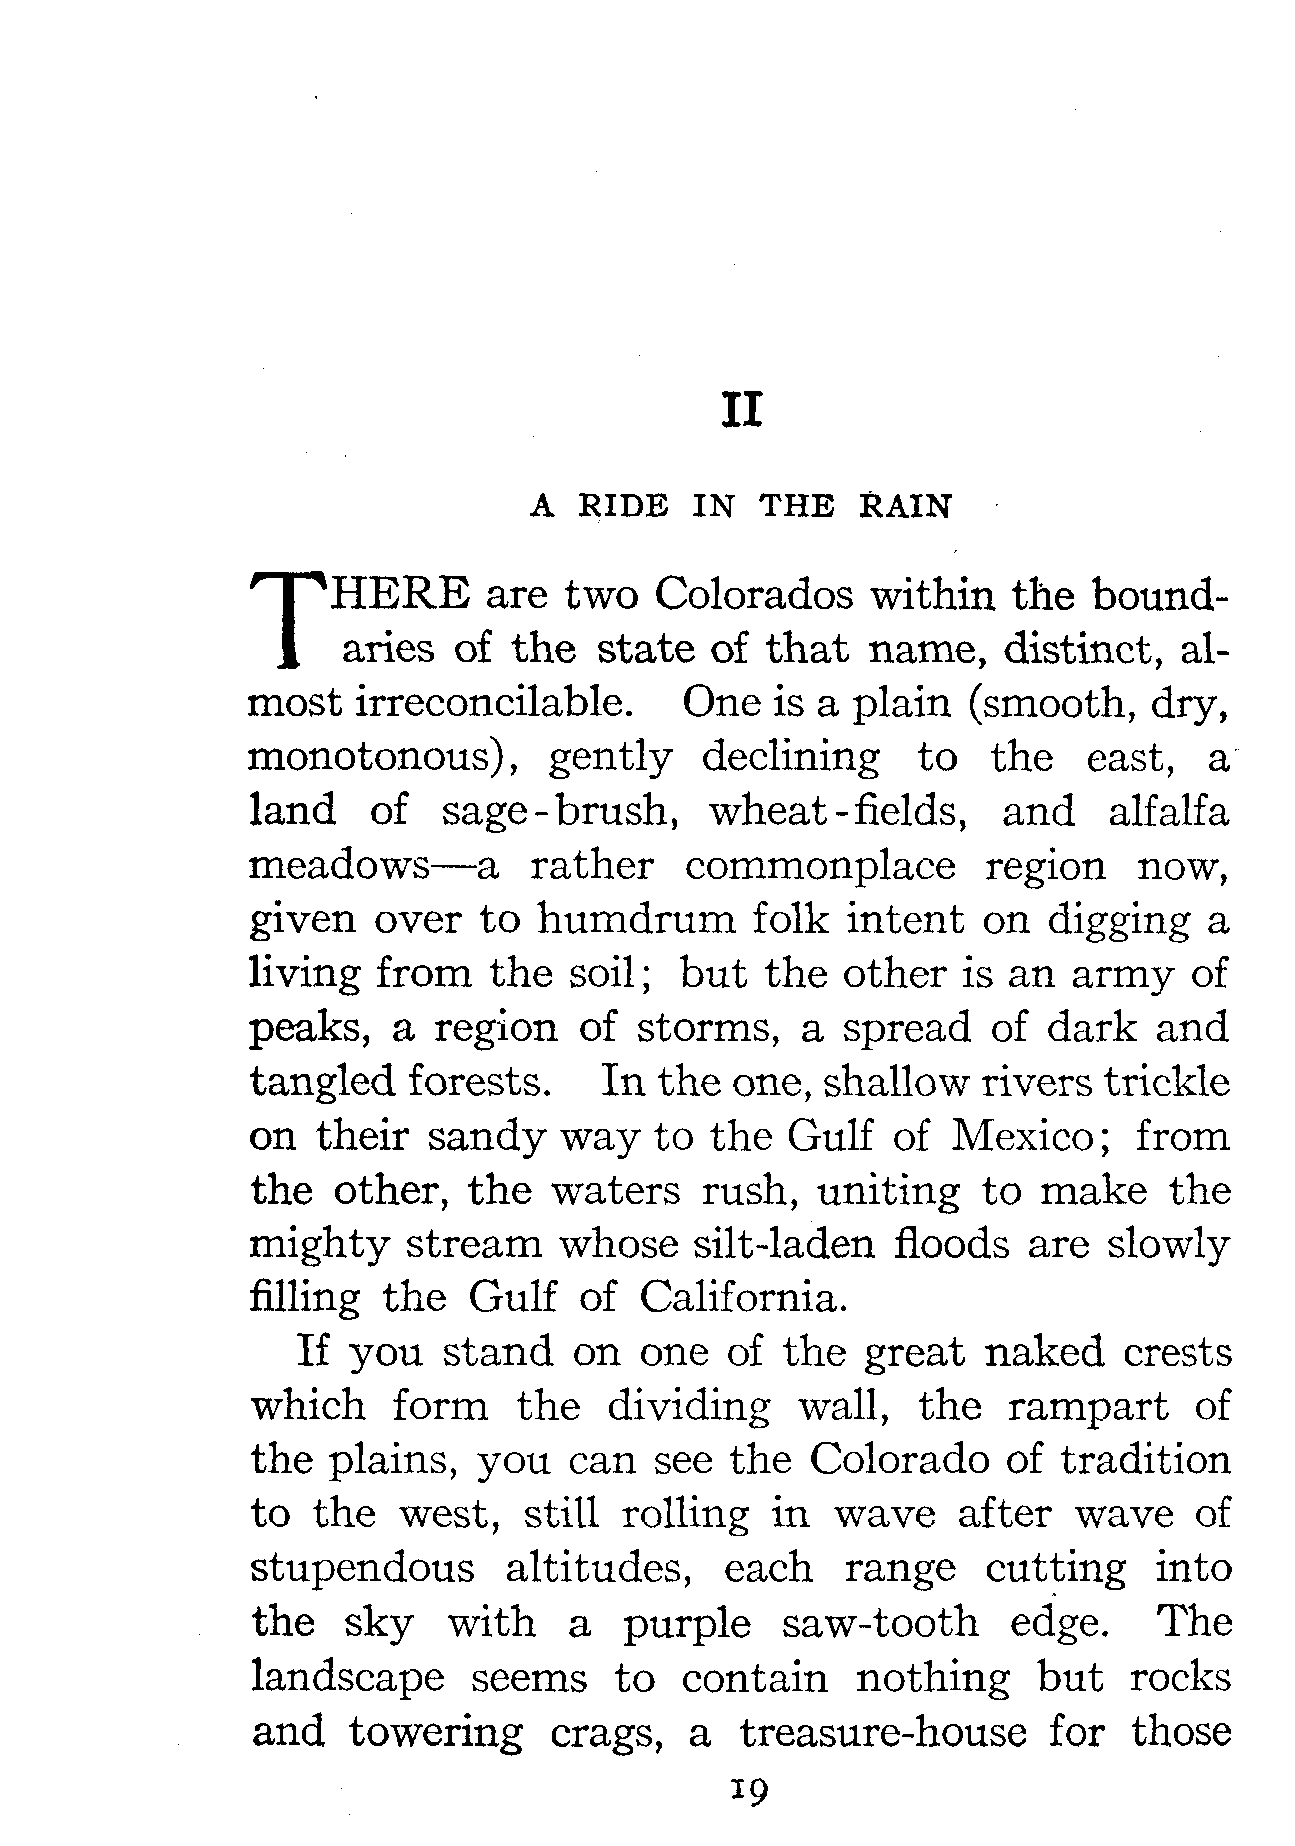 II
A RIDE IN THE RAIN
THERE are two Colorados within the bound-
aries of the state of that name, distinct, al-
most irreconcilable. One is a plain (smooth, dry,
monotonous), gently declining to the east, a
land of sage-brush, wheat-fields, and alfalfa
meadows—a rather commonplace region now,
given over to humdrum folk intent on digging a
living from the soil; but the other is an army of
peaks, a region of storms, a spread of dark and
tangled forests. In the one, shallow rivers trickle
on their sandy way to the Gulf of Mexico; from
the other, the waters rush, uniting to make the
mighty stream whose silt-laden floods are slowly
filling the Gulf of California.
If you stand on one of the great naked crests
which form the dividing wall, the rampart of
the plains, you can see the Colorado of tradition
to the west, still rolling in wave after wave of
stupendous altitudes, each range cutting into
the sky with a purple saw-tooth edge. The
landscape seems to contain nothing but rocks
and towering crags, a treasure-house for those
19